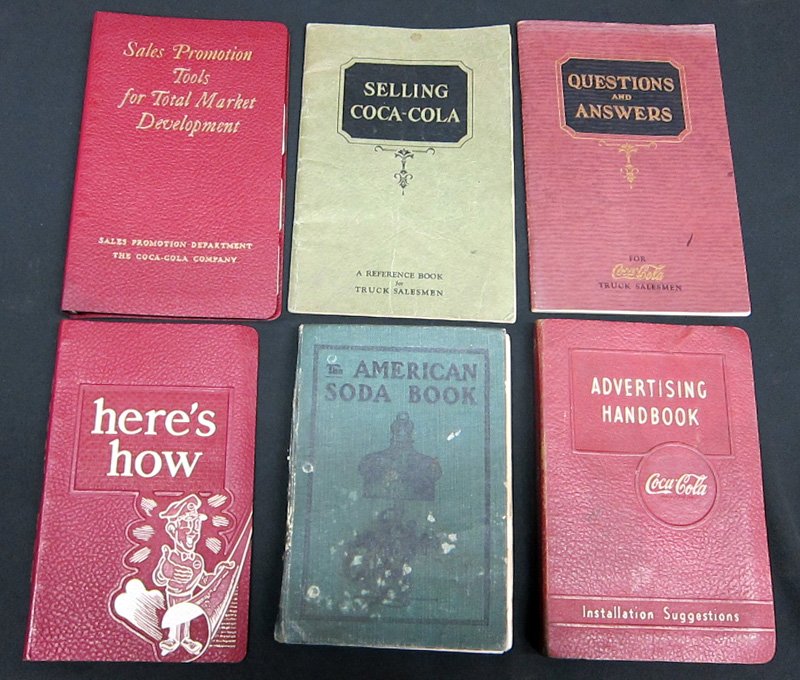 Sales Promotion
Tools
for Total Market
Development
SALES PROMOTION DEPARTMENT
THE COCA-COLA COMPANY
SELLING
COCA-COLA
A REFERENCE BOOK
for
TRUCK SALESMEN
QUESTIONS
AND
ANSWERS
FOR
Coca-Cola
TRUCK SALESMEN
here's
how
The AMERICAN
SODA BOOK
ADVERTISING
HANDBOOK
Coca-Cola
Installation Suggestions